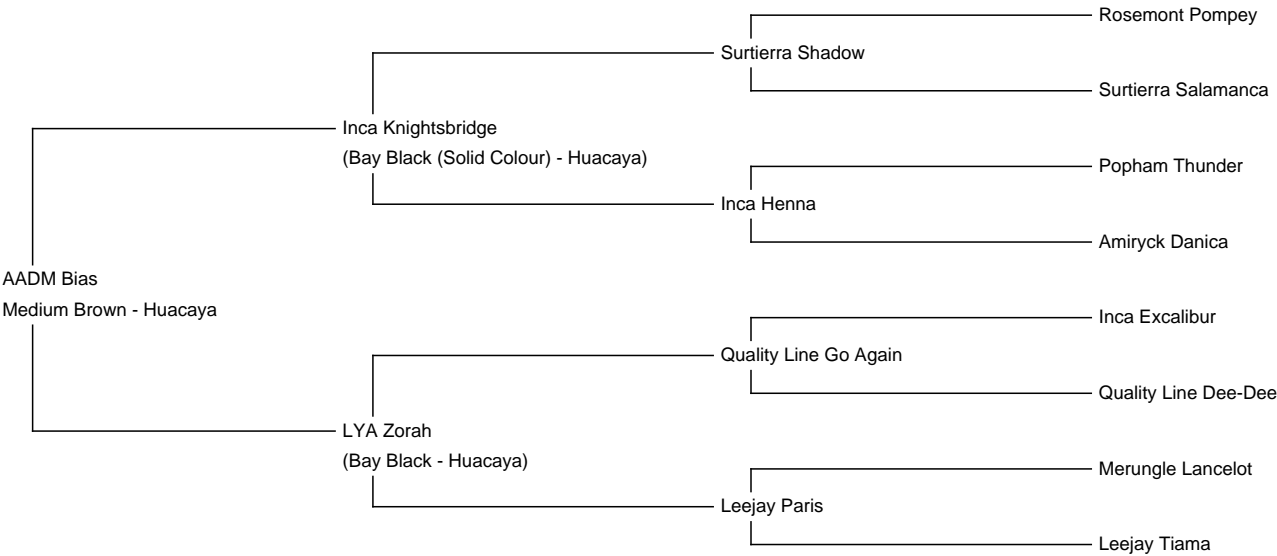 Rosemont Pompey
Surtierra Shadow
Surtierra Salamanca
Inca Knightsbridge
(Bay Black (Solid Colour) - Huacaya)
Popham Thunder
Inca Henna
Amiryck Danica
AADM Bias
Medium Brown - Huacaya
Inca Excalibur
Quality Line Go Again
Quality Line Dee-Dee
LYA Zorah
(Bay Black - Huacaya)
Merungle Lancelot
Leejay Paris
Leejay Tiama